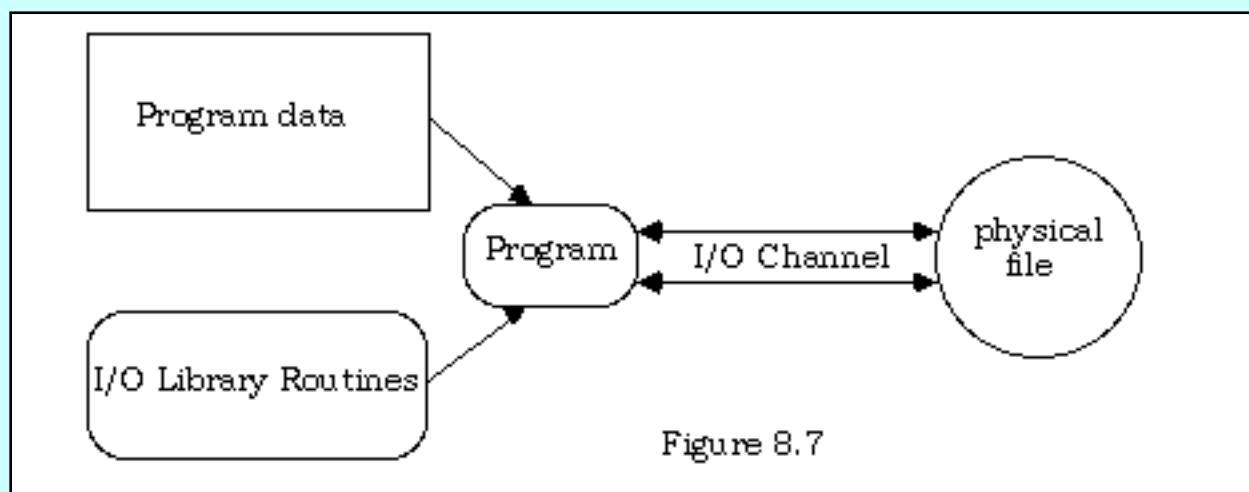 Program data
Program
I/O Channel
physical
file
I/O Library Routines
Figure 8.7